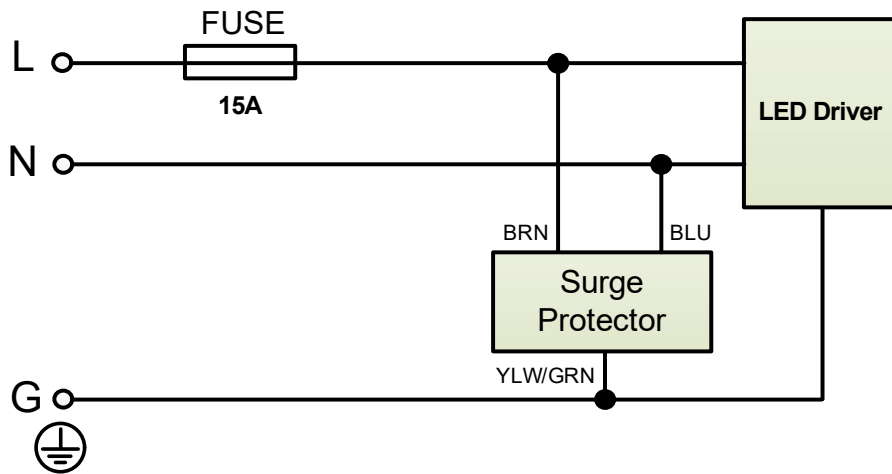 FUSE
L
15A
LED Driver
N
BRN
BLU
Surge
Protector
YLW/GRN
G